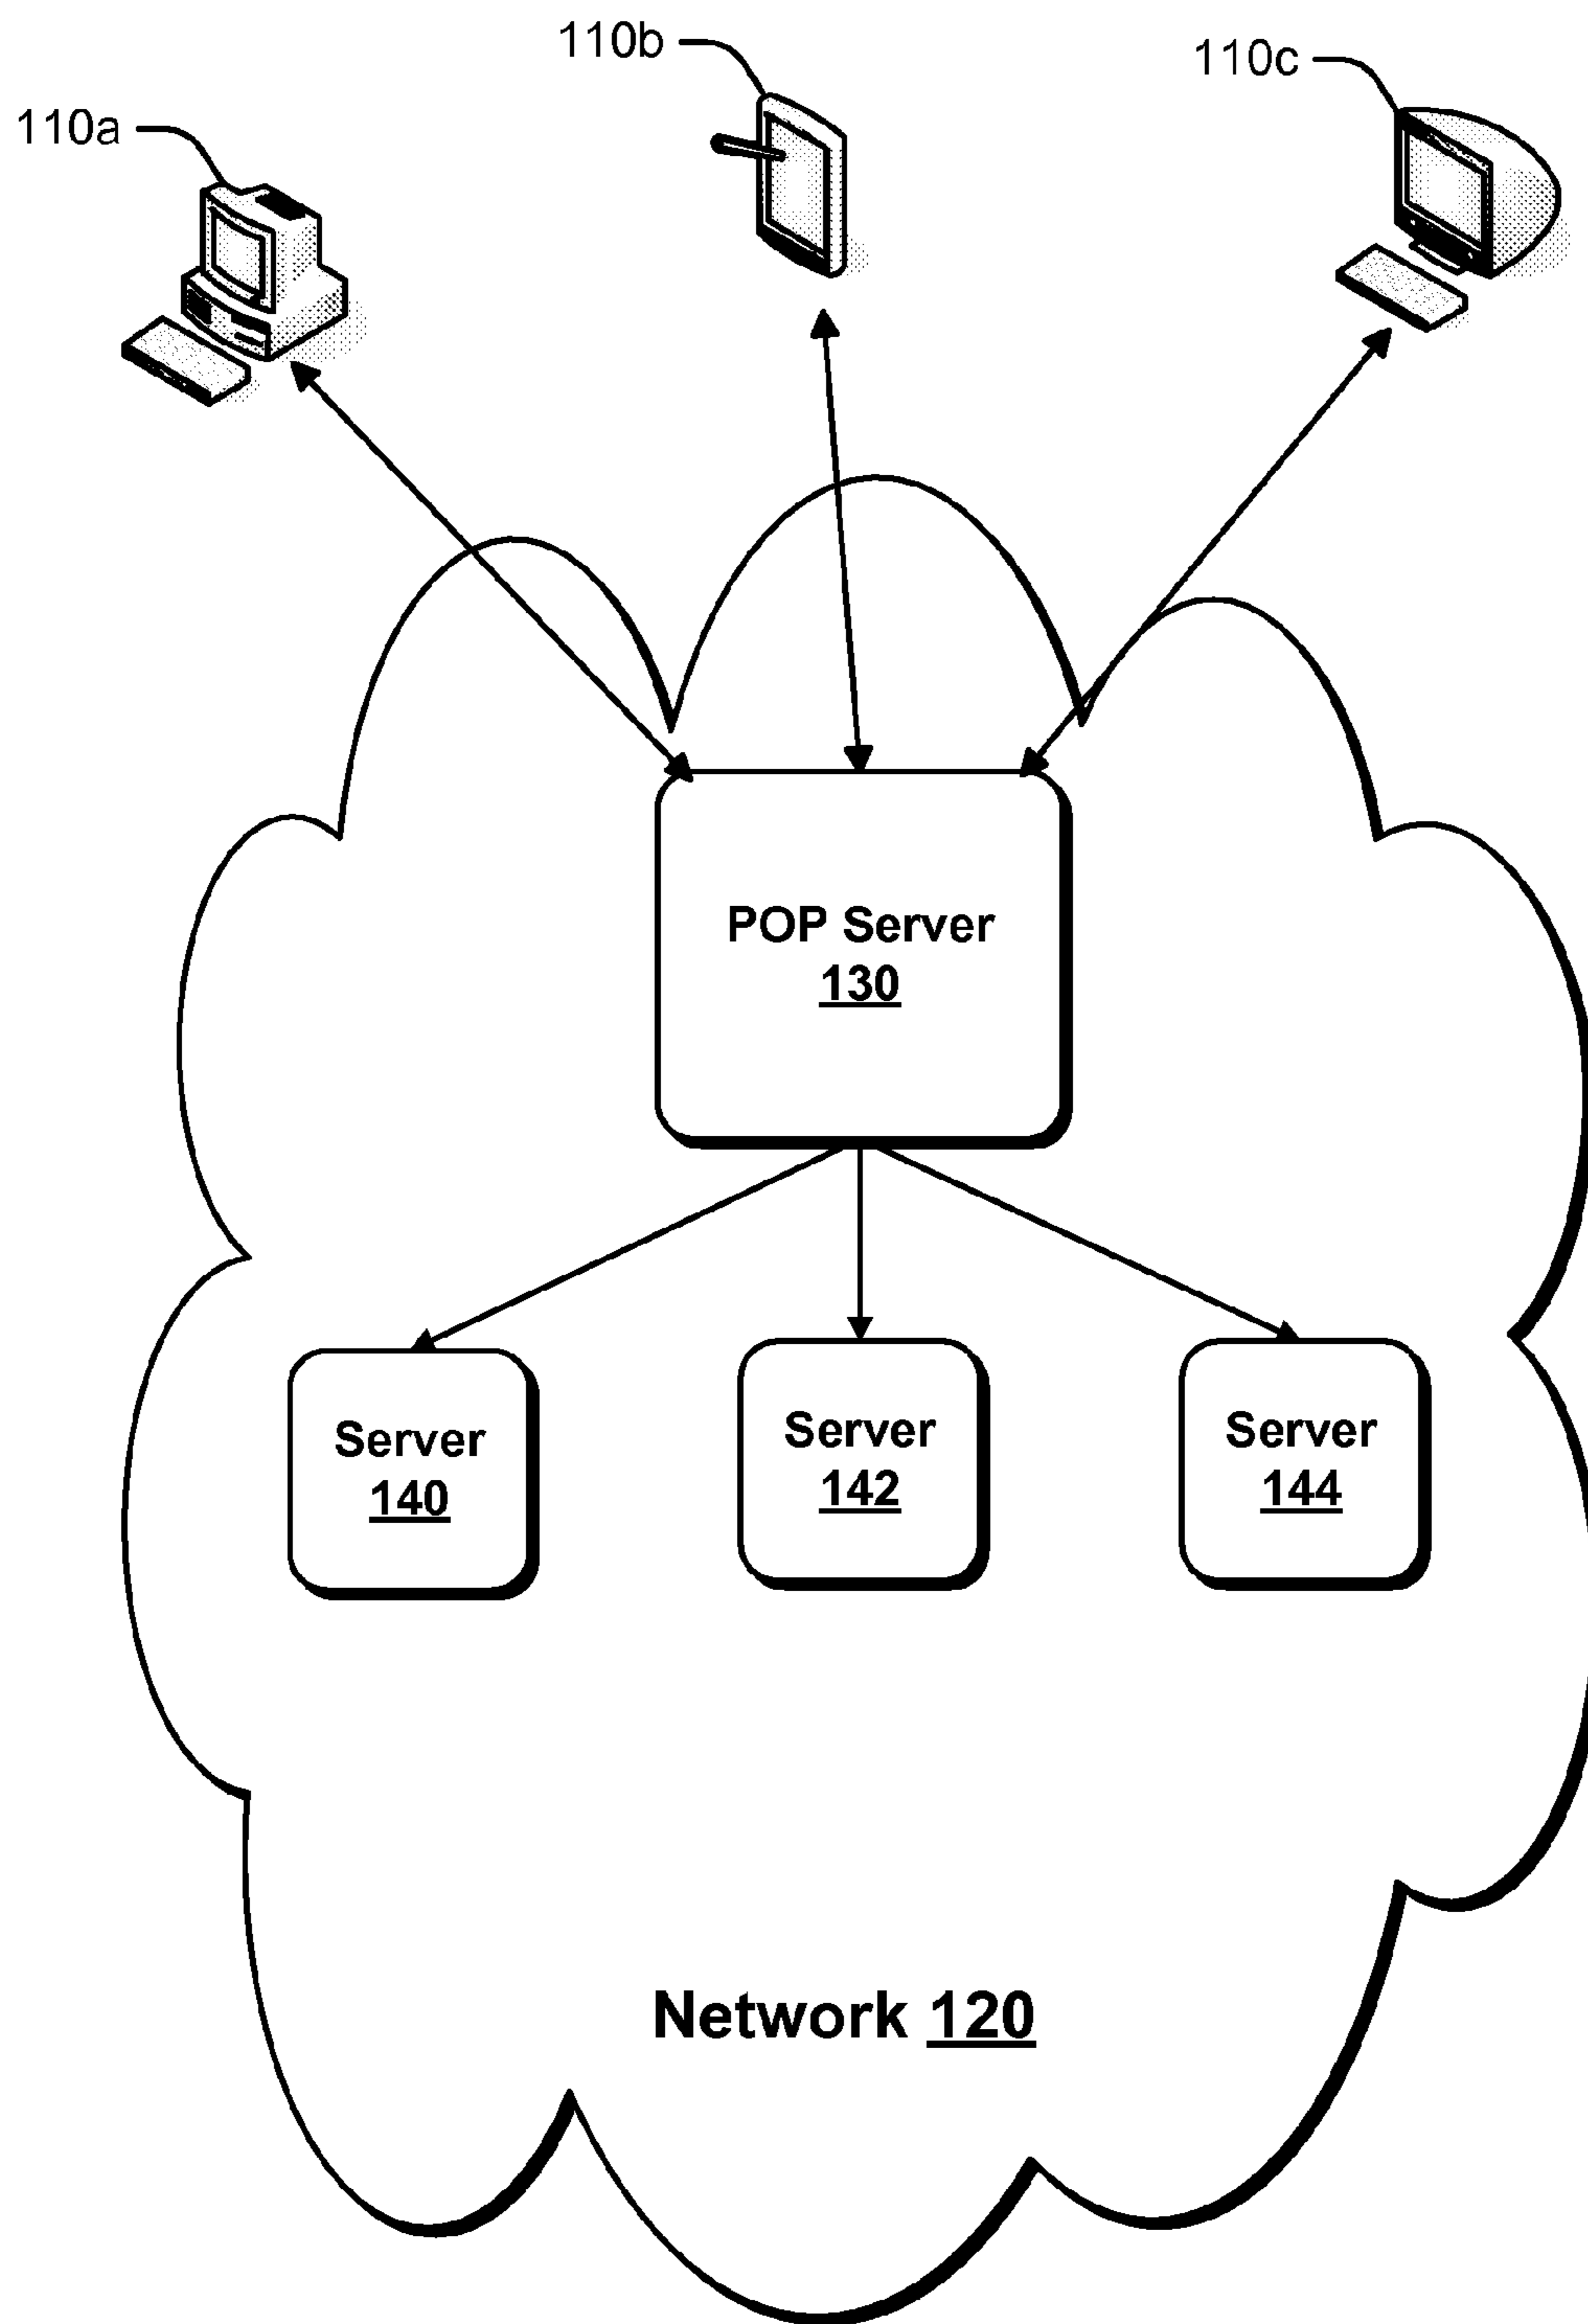 110a
110b
110c
POP Server
130
Server
140
Server
142
Server
144
Network 120